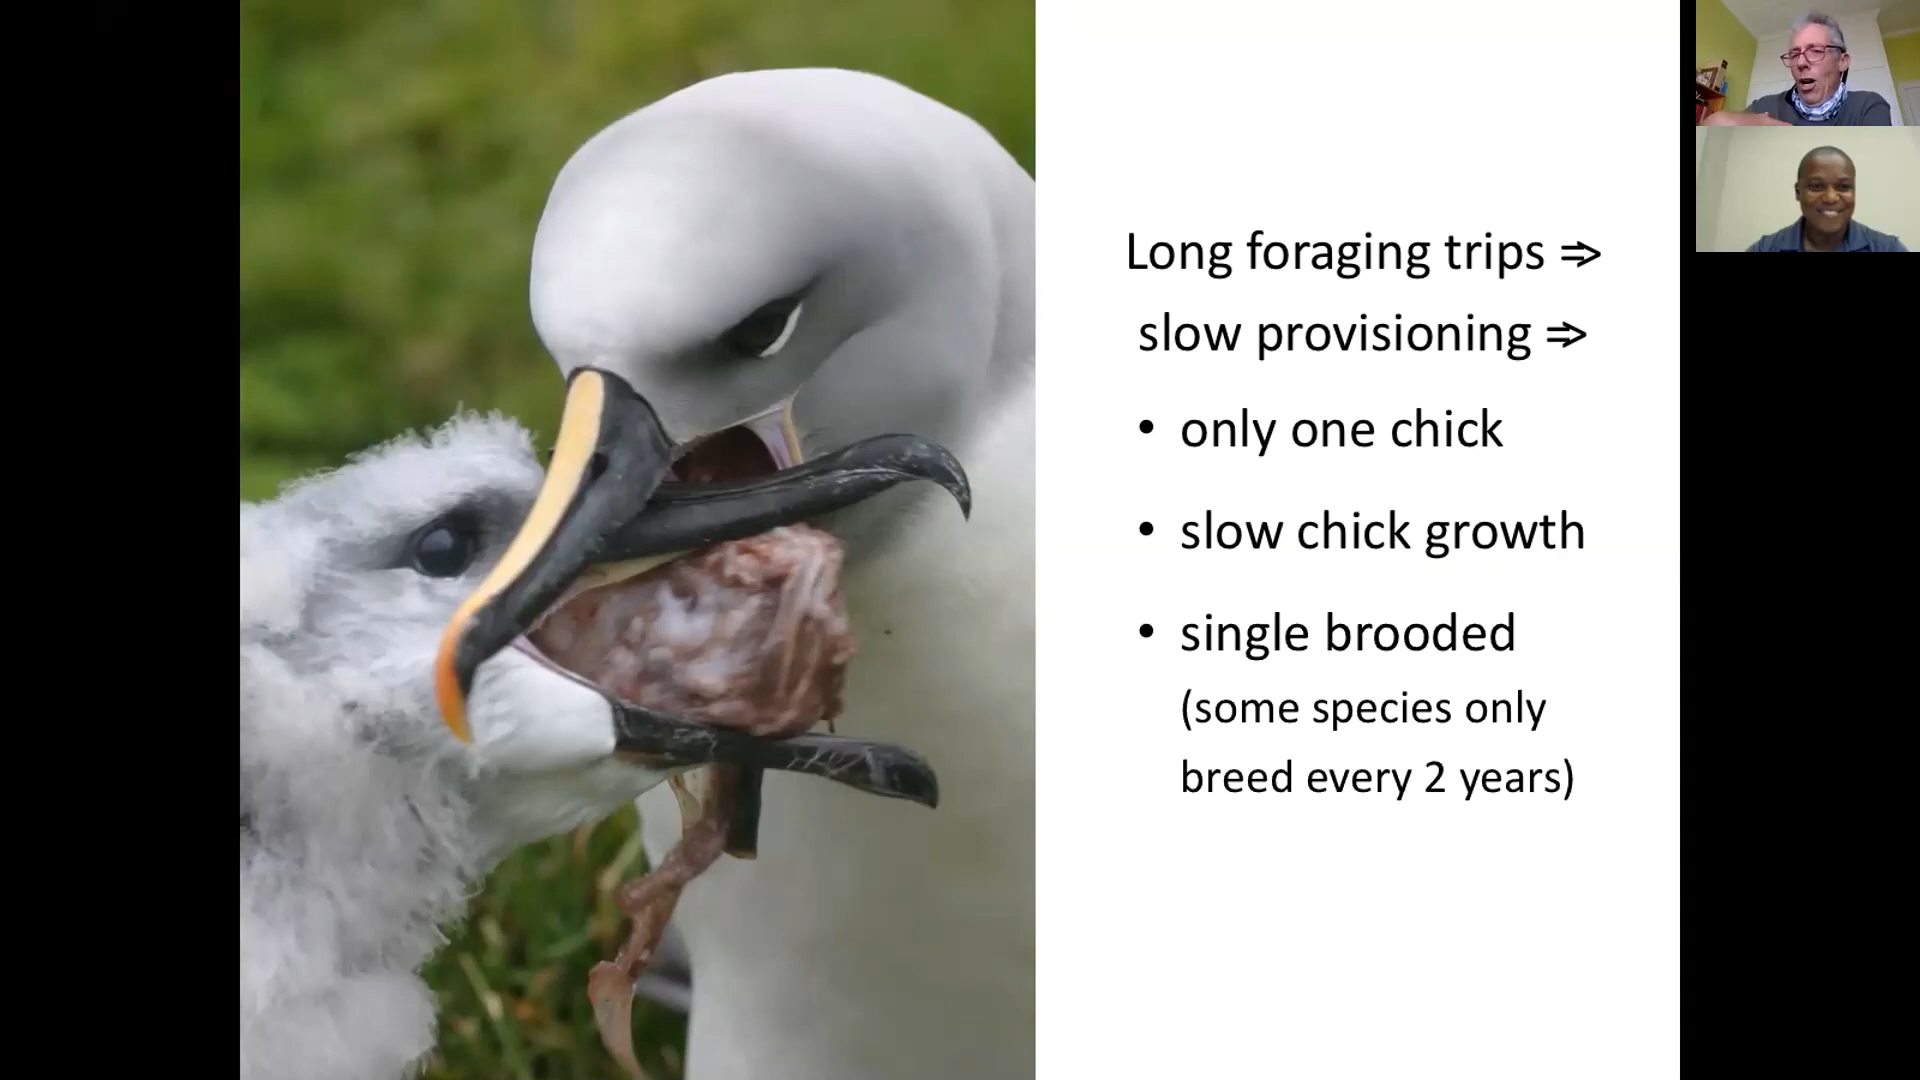 Long foraging trips ⇒
slow provisioning ⇒
• only one chick
• slow chick growth
• single brooded
(some species only
breed every 2 years)